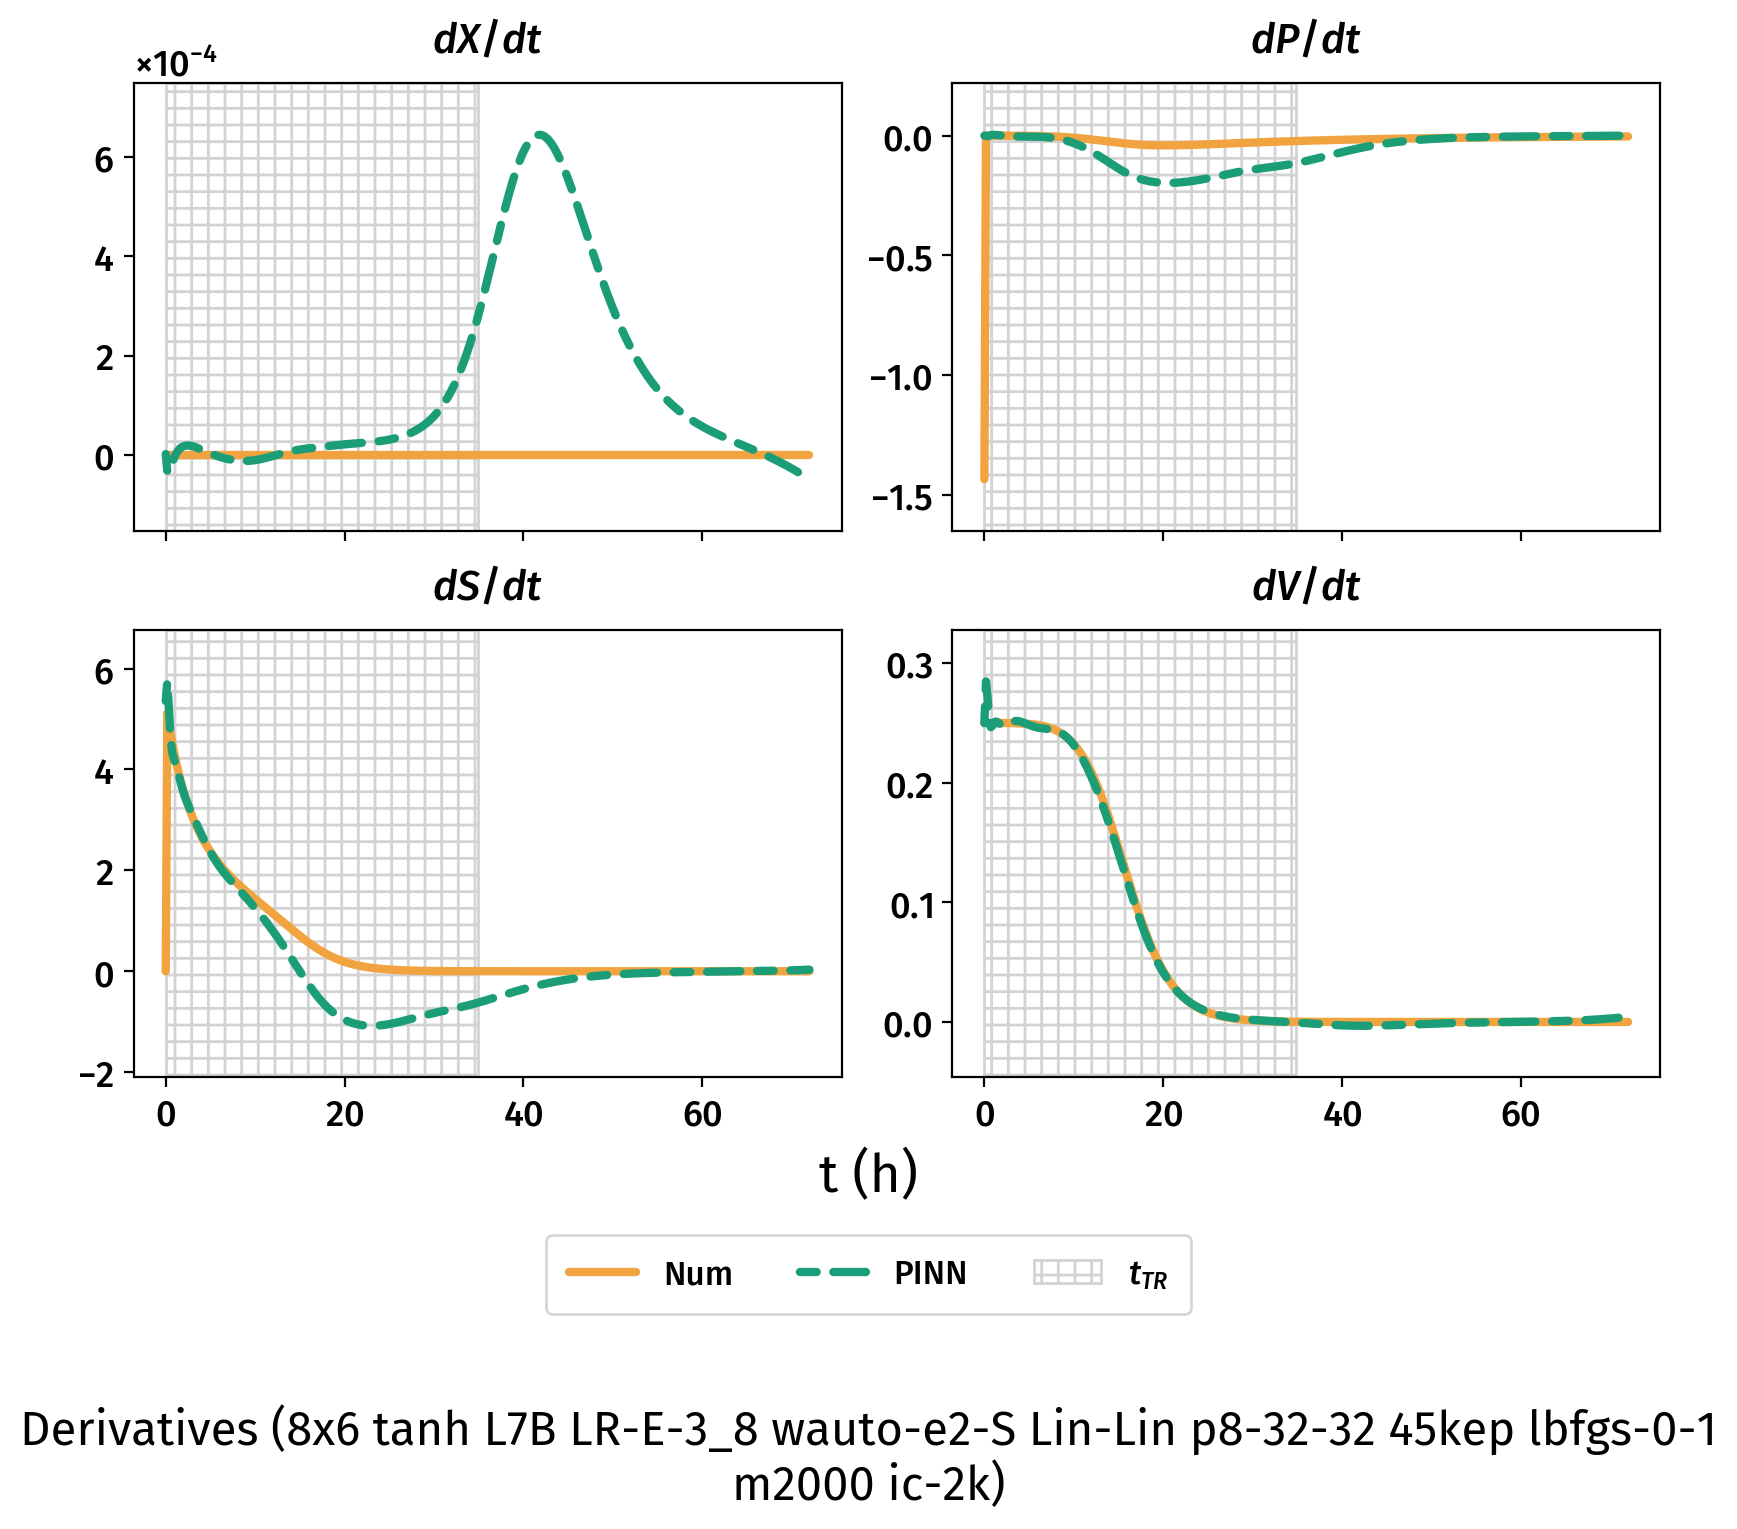 dX/dt
dP/dt
×10⁻⁴
6
4
2
0
0.0
−0.5
−1.0
−1.5
dS/dt
dV/dt
6
4
2
0
−2
0.3
0.2
0.1
0.0
0 20 40 60
0 20 40 60
t (h)
Num PINN t_TR
Derivatives (8x6 tanh L7B LR-E-3_8 wauto-e2-S Lin-Lin p8-32-32 45kep lbfgs-0-1
m2000 ic-2k)